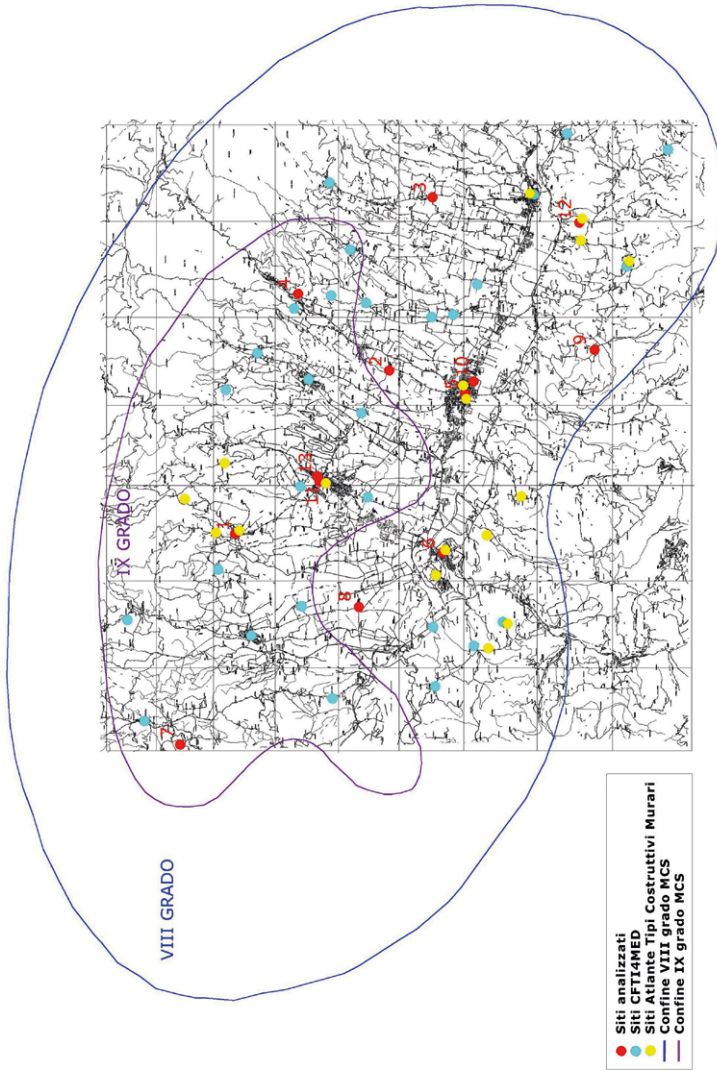 VIII GRADO
IX GRADO
7
1
8
11
13
6
4
2
5
10
3
9
12
Siti analizzati
Siti CFTI4MED
Siti Atlante Tipi Costruttivi Murari
Confine VIII grado MCS
Confine IX grado MCS